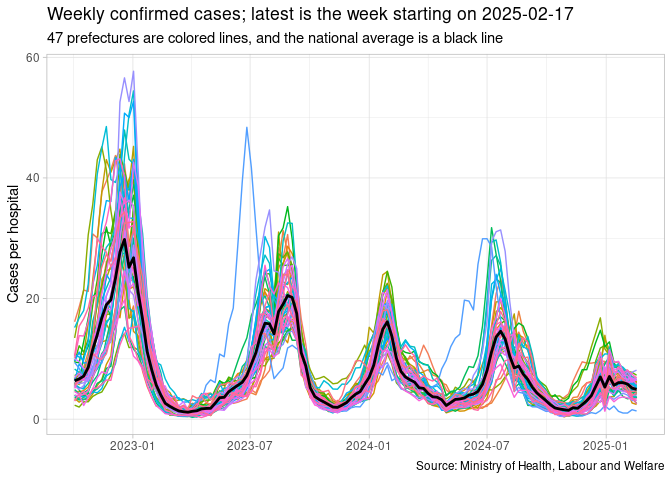 Weekly confirmed cases; latest is the week starting on 2025-02-17
47 prefectures are colored lines, and the national average is a black line
Cases per hospital
60
40
20
0
2023-01
2023-07
2024-01
2024-07
2025-01
Source: Ministry of Health, Labour and Welfare